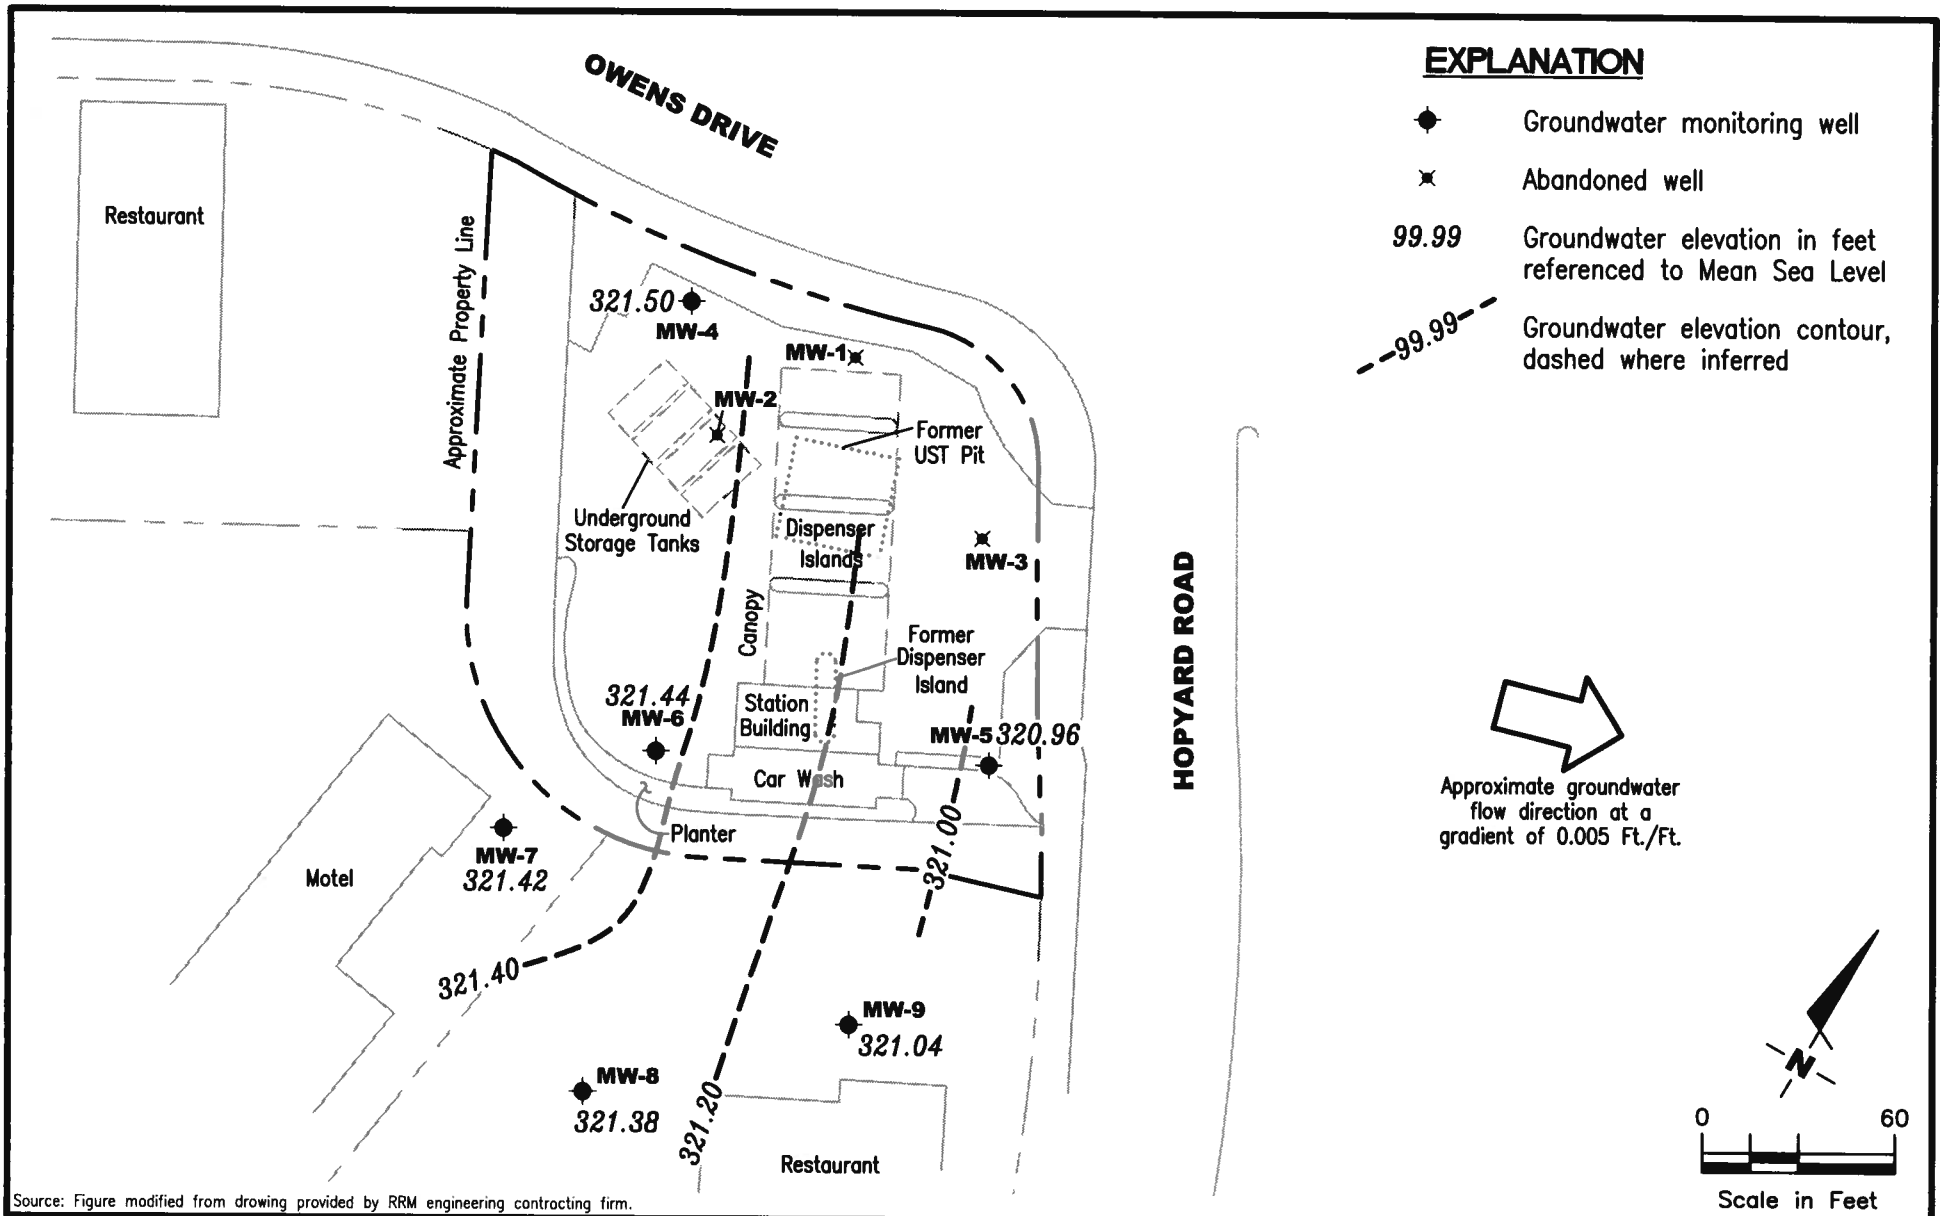 OWENS DRIVE
EXPLANATION
Groundwater monitoring well
Abandoned well
99.99
Groundwater elevation in feet
referenced to Mean Sea Level
99.99
Groundwater elevation contour,
dashed where inferred
Restaurant
Approximate Property Line
321.50
MW-4
MW-1
MW-2
Former
UST Pit
Underground
Storage Tanks
Dispenser
Islands
MW-3
Canopy
HOPYARD ROAD
Former
Dispenser
Island
321.44
MW-6
Station
Building
MW-5
320.96
Car Wash
Planter
321.00
MW-7
321.42
Motel
321.40
MW-9
321.04
MW-8
321.38
321.20
Restaurant
Approximate groundwater
flow direction at a
gradient of 0.005 Ft./Ft.
N
0 60
Scale in Feet
Source: Figure modified from drowing provided by RRM engineering contracting firm.